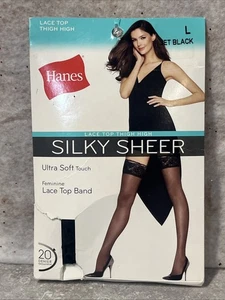 LACE TOP
THIGH HIGH
L
JET BLACK
Hanes
LACE TOP THIGH HIGH
SILKY SHEER
Ultra Soft Touch
Feminine
Lace Top Band
20